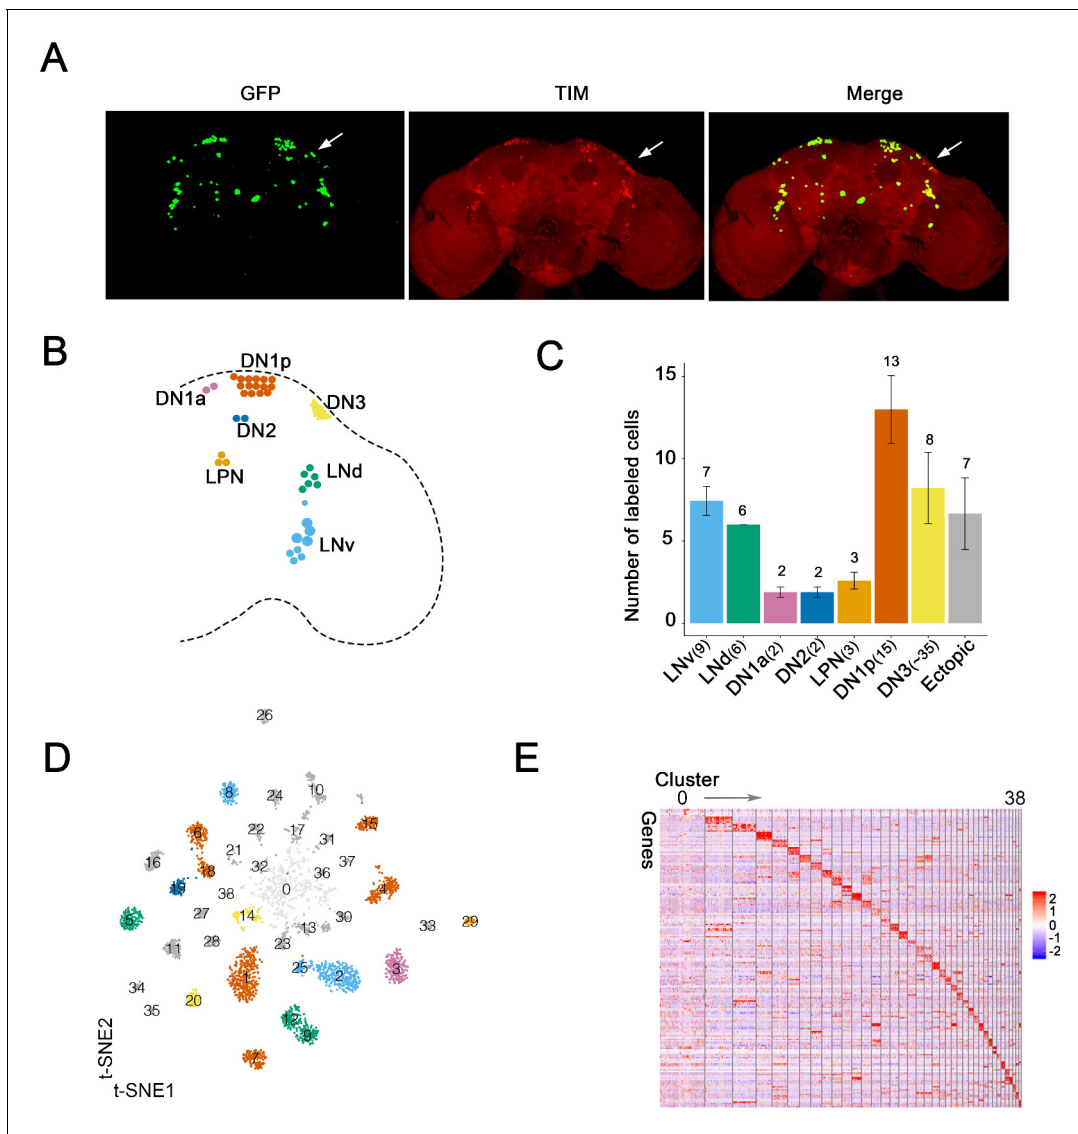 A
GFP
TIM
Merge
B
DN1p
DN1a
DN3
DN2
LPN
LNd
LNv
C
Number of labeled cells
15
10
5
0
7
6
2
2
3
13
8
7
LNv(9)
LNd(6)
DN1a(2)
DN2(2)
LPN(3)
DN1p(15)
DN3(~35)
Ectopic
D
26
8
24
10
6
22
17
15
31
16
21
18
32
37
19
36
0
4
38
5
27
14
30
33
29
13
11
28
23
1
25
2
3
34
20
35
12
9
7
t-SNE2
t-SNE1
E
Cluster
0
38
Genes
2
1
0
-1
-2